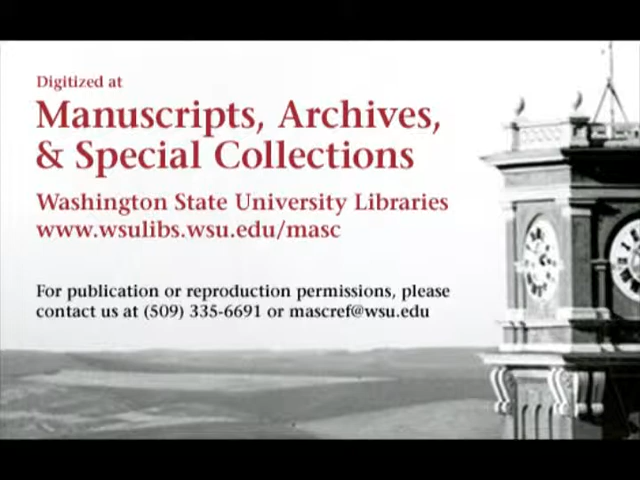 Digitized at
Manuscripts, Archives,
& Special Collections
Washington State University Libraries
www.wsulibs.wsu.edu/masc
For publication or reproduction permissions, please
contact us at (509) 335-6691 or mascref@wsu.edu